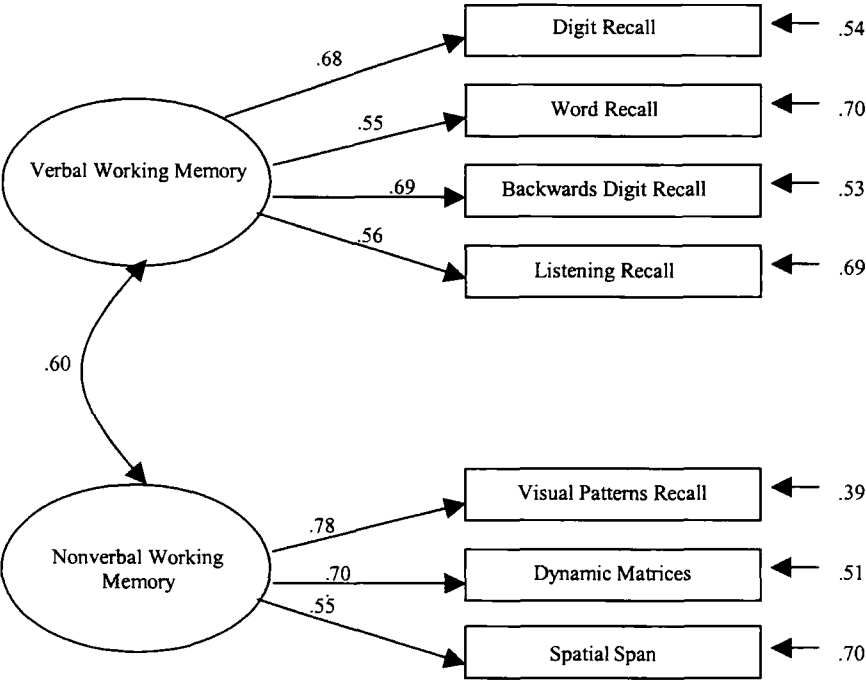 Digit Recall
.54
.68
Word Recall
.70
.55
Verbal Working Memory
Backwards Digit Recall
.53
.69
.56
Listening Recall
.69
.60
Visual Patterns Recall
.39
.78
Nonverbal Working
Memory
Dynamic Matrices
.51
.70
.55
Spatial Span
.70